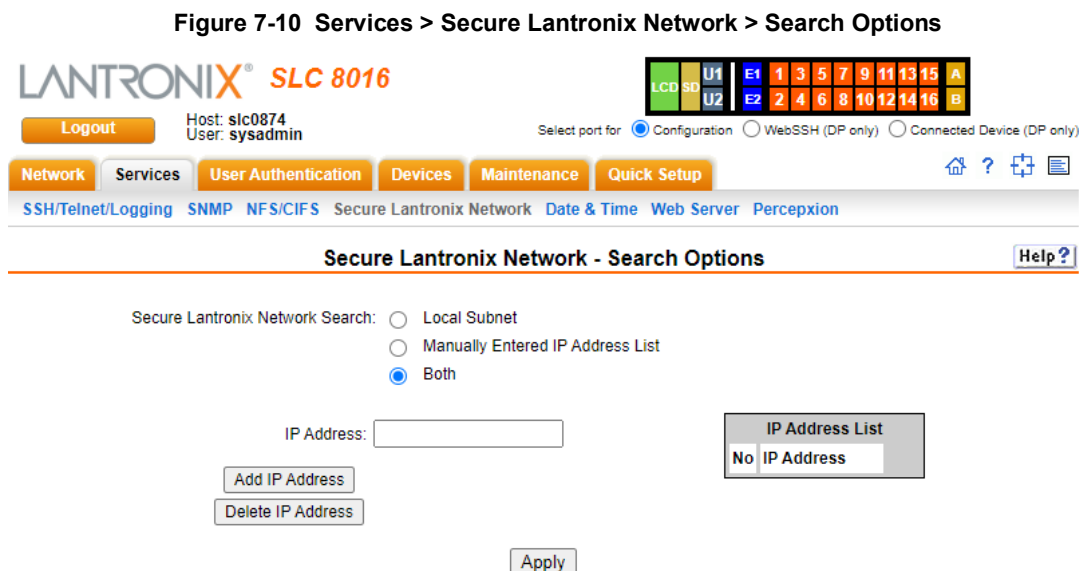 Figure 7-10 Services > Secure Lantronix Network > Search Options
LANTRONIX® SLC 8016
LCD SD U1 E1 1 3 5 7 9 11 13 15 A
U2 E2 2 4 6 8 10 12 14 16 B
Logout
Host: slc0874
User: sysadmin
Select port for Configuration WebSSH (DP only) Connected Device (DP only)
Network Services User Authentication Devices Maintenance Quick Setup
?
SSH/Telnet/Logging SNMP NFS/CIFS Secure Lantronix Network Date & Time Web Server Percepxion
Secure Lantronix Network - Search Options
Help?
Secure Lantronix Network Search: Local Subnet
Manually Entered IP Address List
Both
IP Address:
IP Address List
No IP Address
Add IP Address
Delete IP Address
Apply